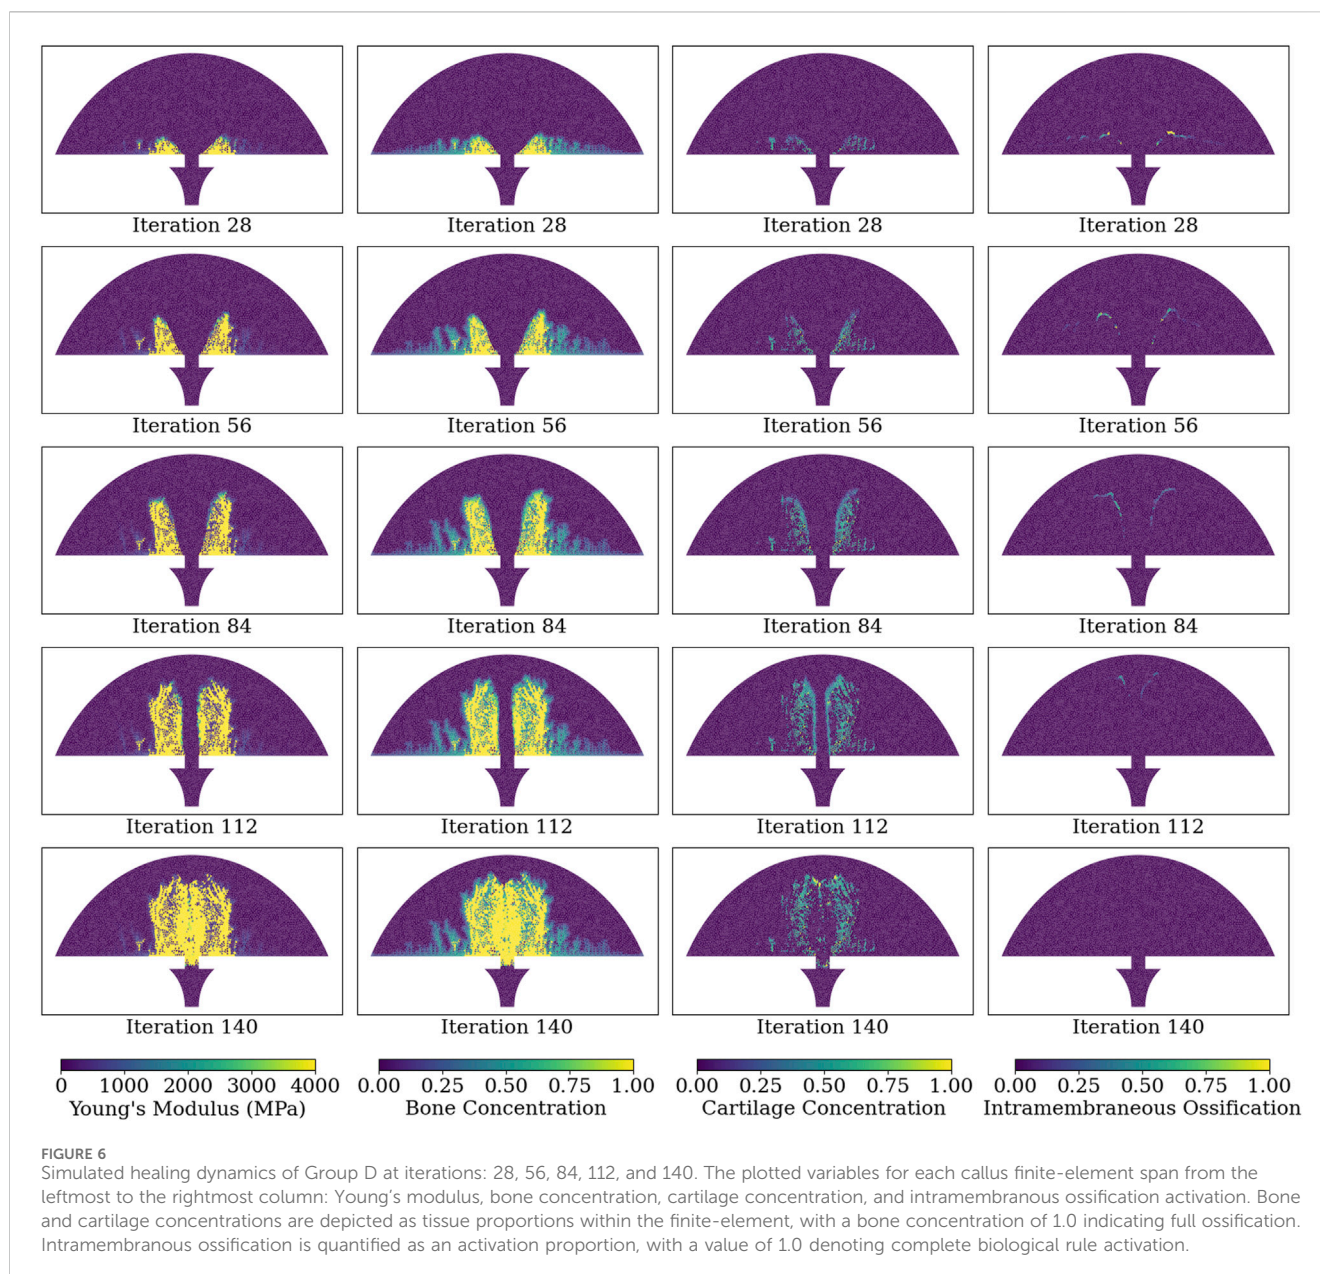 Iteration 28 Iteration 28 Iteration 28 Iteration 28
Iteration 56 Iteration 56 Iteration 56 Iteration 56
Iteration 84 Iteration 84 Iteration 84 Iteration 84
Iteration 112 Iteration 112 Iteration 112 Iteration 112
Iteration 140 Iteration 140 Iteration 140 Iteration 140
0 1000 2000 3000 4000 0.00 0.25 0.50 0.75 1.00 0.00 0.25 0.50 0.75 1.00 0.00 0.25 0.50 0.75 1.00
Young's Modulus (MPa) Bone Concentration Cartilage Concentration Intramembraneous Ossification
FIGURE 6
Simulated healing dynamics of Group D at iterations: 28, 56, 84, 112, and 140. The plotted variables for each callus finite-element span from the
leftmost to the rightmost column: Young's modulus, bone concentration, cartilage concentration, and intramembranous ossification activation. Bone
and cartilage concentrations are depicted as tissue proportions within the finite-element, with a bone concentration of 1.0 indicating full ossification.
Intramembranous ossification is quantified as an activation proportion, with a value of 1.0 denoting complete biological rule activation.